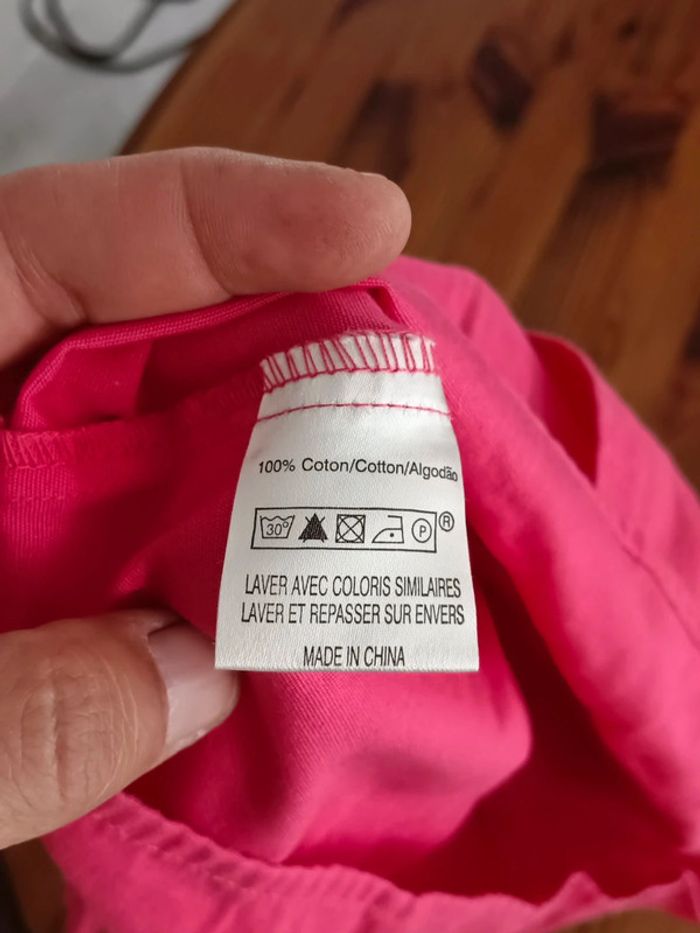 100% Coton/Cotton/Algodão
30° P ®
LAVER AVEC COLORIS SIMILAIRES
LAVER ET REPASSER SUR ENVERS
MADE IN CHINA